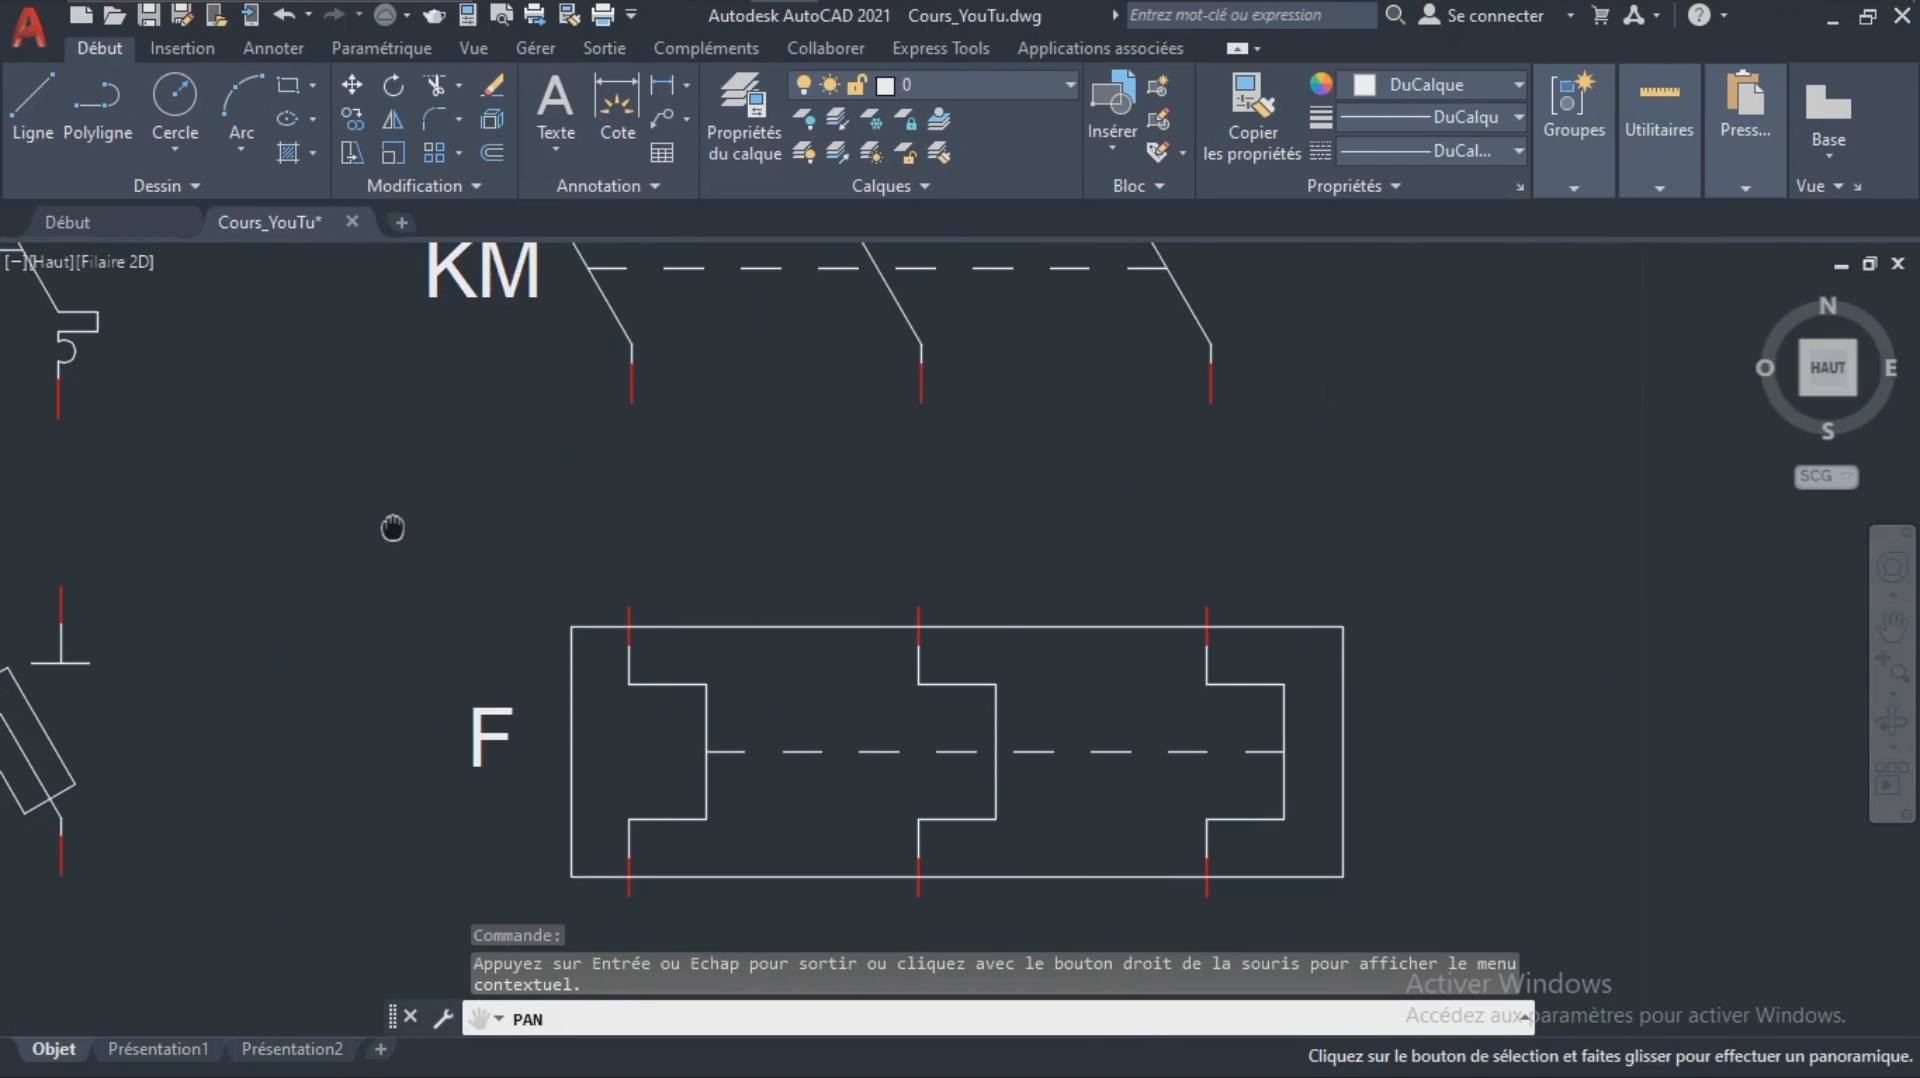 Autodesk AutoCAD 2021 Cours_YouTu.dwg
Entrez mot-clé ou expression
Se connecter
Début Insertion Annoter Paramétrique Vue Gérer Sortie Compléments Collaborer Express Tools Applications associées
Ligne Polyligne Cercle Arc
Dessin
Modification
Texte Cote
Annotation
Propriétés
du calque
0
Calques
Insérer
Bloc
Copier
les propriétés
DuCalque
DuCalqu
DuCal...
Propriétés
Groupes
Utilitaires
Press...
Base
Vue
Début
Cours_YouTu*
[−][Haut][Filaire 2D]
KM
N
O HAUT E
S
SCG
F
Commande:
Appuyez sur Entrée ou Echap pour sortir ou cliquez avec le bouton droit de la souris pour afficher le menu
contextuel.
PAN
Activer Windows
Accédez aux paramètres pour activer Windows.
Objet Présentation1 Présentation2
Cliquez sur le bouton de sélection et faites glisser pour effectuer un panoramique.